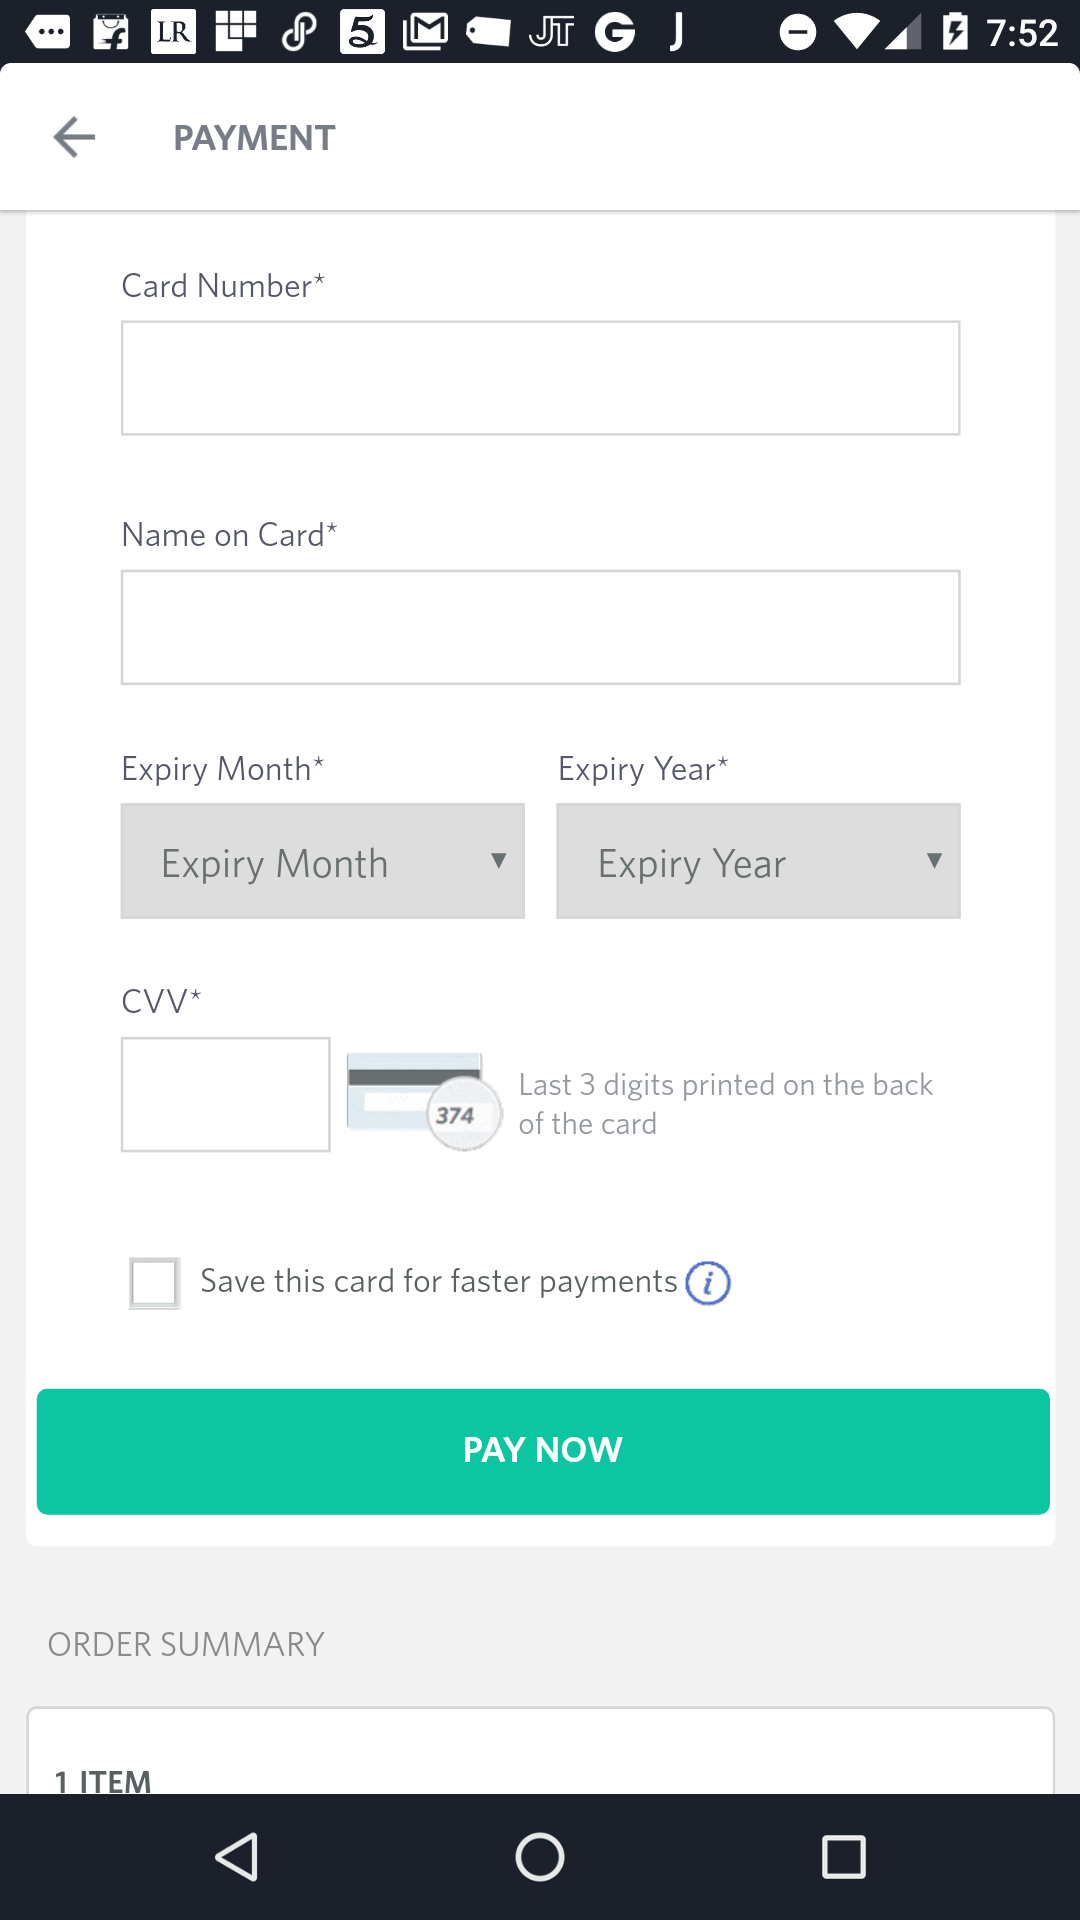 LR 5 M JT G J 7:52
PAYMENT
Card Number*
Name on Card*
Expiry Month* Expiry Year*
Expiry Month Expiry Year
CVV*
374
Last 3 digits printed on the back
of the card
Save this card for faster payments i
PAY NOW
ORDER SUMMARY
1 ITEM